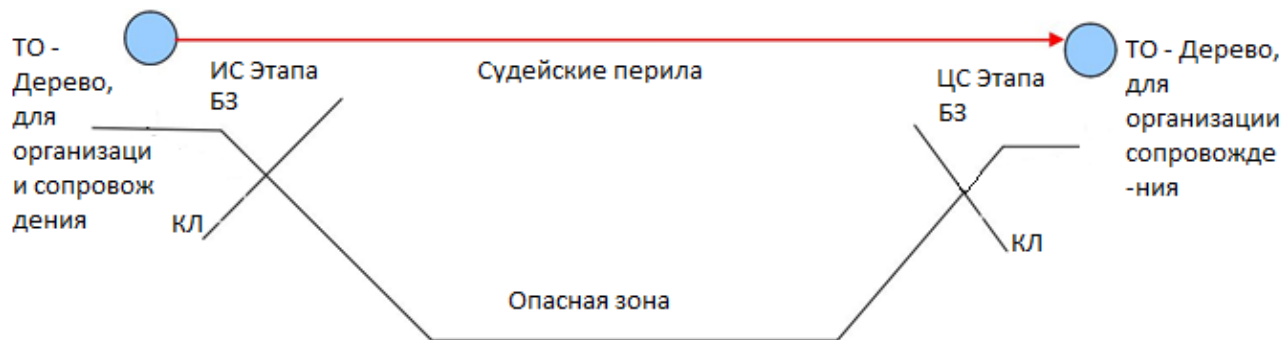 ТО -
Дерево,
для
организаци
и сопровож
дения
ИС Этапа
БЗ
КЛ
Судейские перила
Опасная зона
ЦС Этапа
БЗ
КЛ
ТО - Дерево,
для
организации
сопровожде
-ния